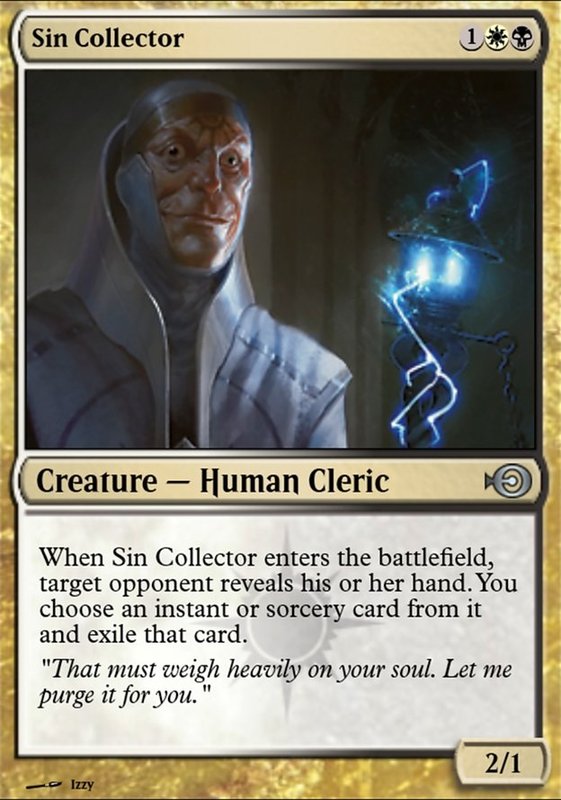 Sin Collector 1
Creature — Human Cleric
When Sin Collector enters the battlefield,
target opponent reveals his or her hand. You
choose an instant or sorcery card from it
and exile that card.
"That must weigh heavily on your soul. Let me
purge it for you."
2/1
Izzy